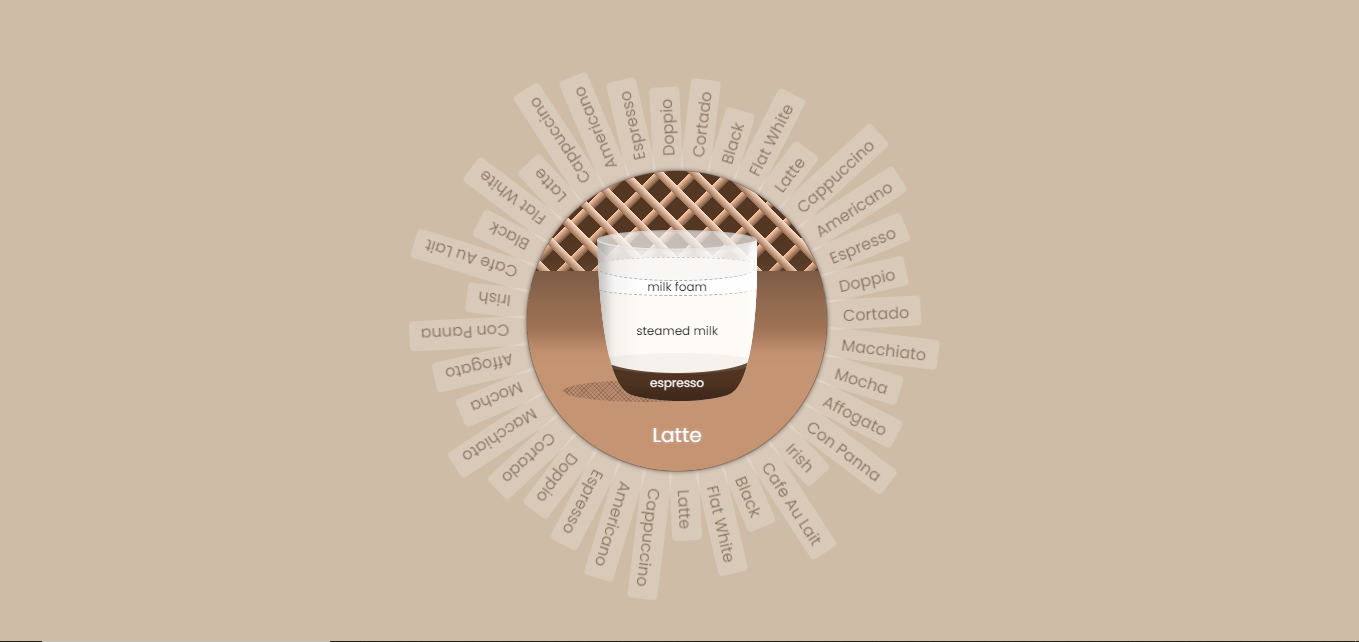 milk foam
steamed milk
espresso
Latte
Doppio
Cortado
Black
Flat White
Latte
Cappuccino
Americano
Espresso
Doppio
Cortado
Macchiato
Mocha
Affogato
Con Panna
Irish
Cafe Au Lait
Black
Flat White
Latte
Cappuccino
Americano
Espresso
Doppio
Cortado
Macchiato
Mocha
Affogato
Con Panna
Irish
Cafe Au Lait
Black
Flat White
Latte
Cappuccino
Americano
Espresso